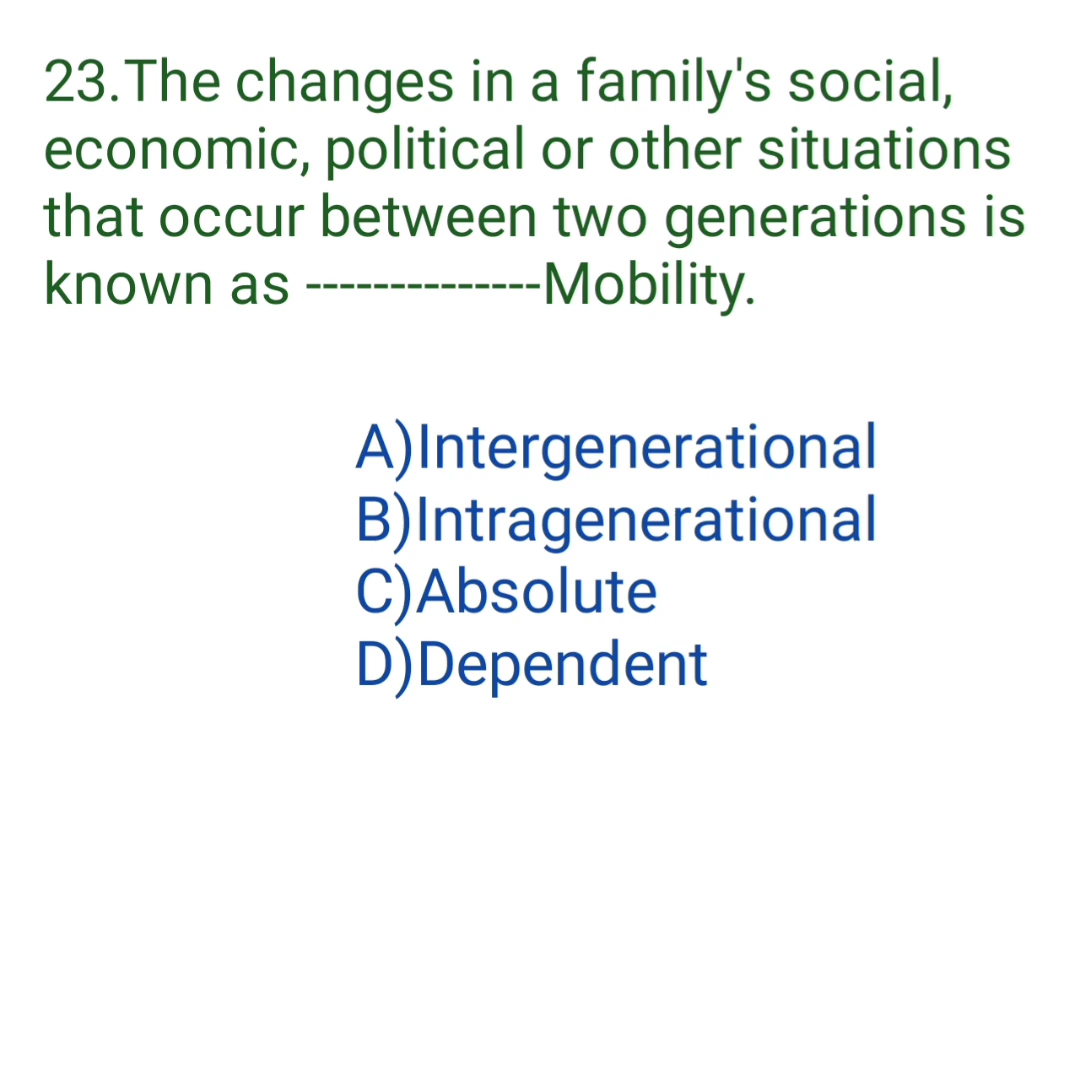 23.The changes in a family's social,
economic, political or other situations
that occur between two generations is
known as --------------Mobility.
A)Intergenerational
B)Intragenerational
C)Absolute
D)Dependent